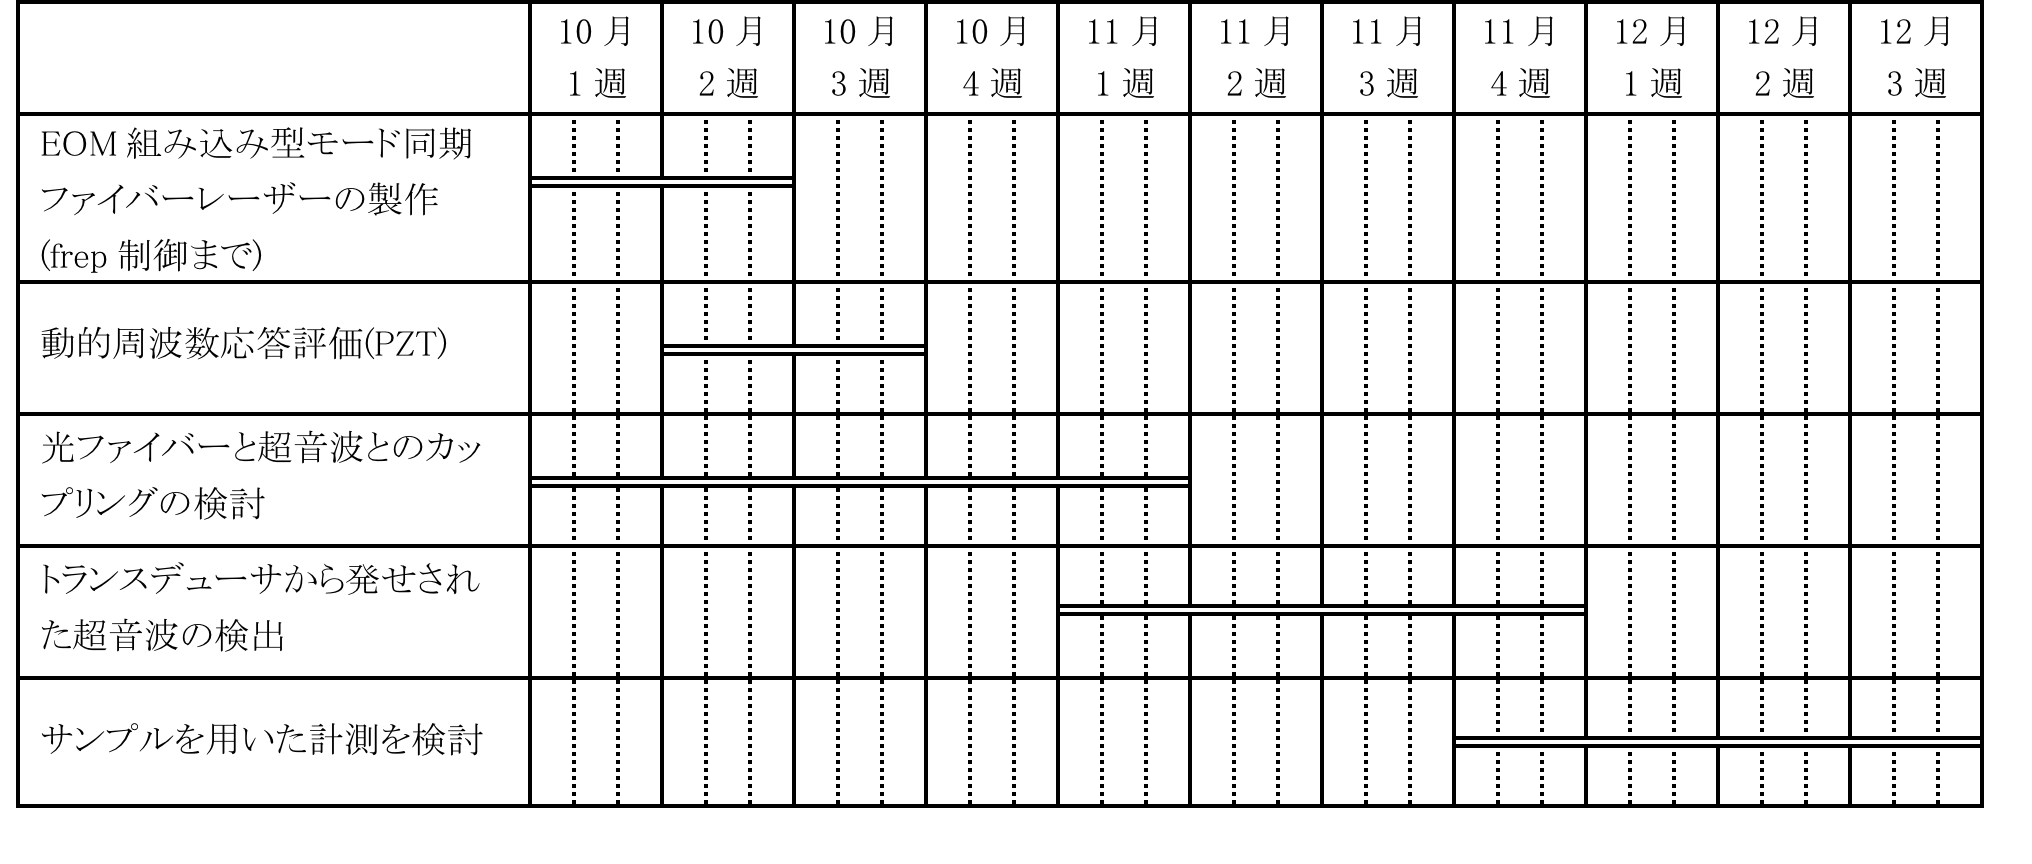 10 月 10 月 10 月 10 月 11 月 11 月 11 月 11 月 12 月 12 月 12 月
1 週 2 週 3 週 4 週 1 週 2 週 3 週 4 週 1 週 2 週 3 週
EOM 組み込み型モード同期
ファイバーレーザーの製作
(frep 制御まで)
動的周波数応答評価(PZT)
光ファイバーと超音波とのカッ
プリングの検討
トランスデューサから発せされ
た超音波の検出
サンプルを用いた計測を検討